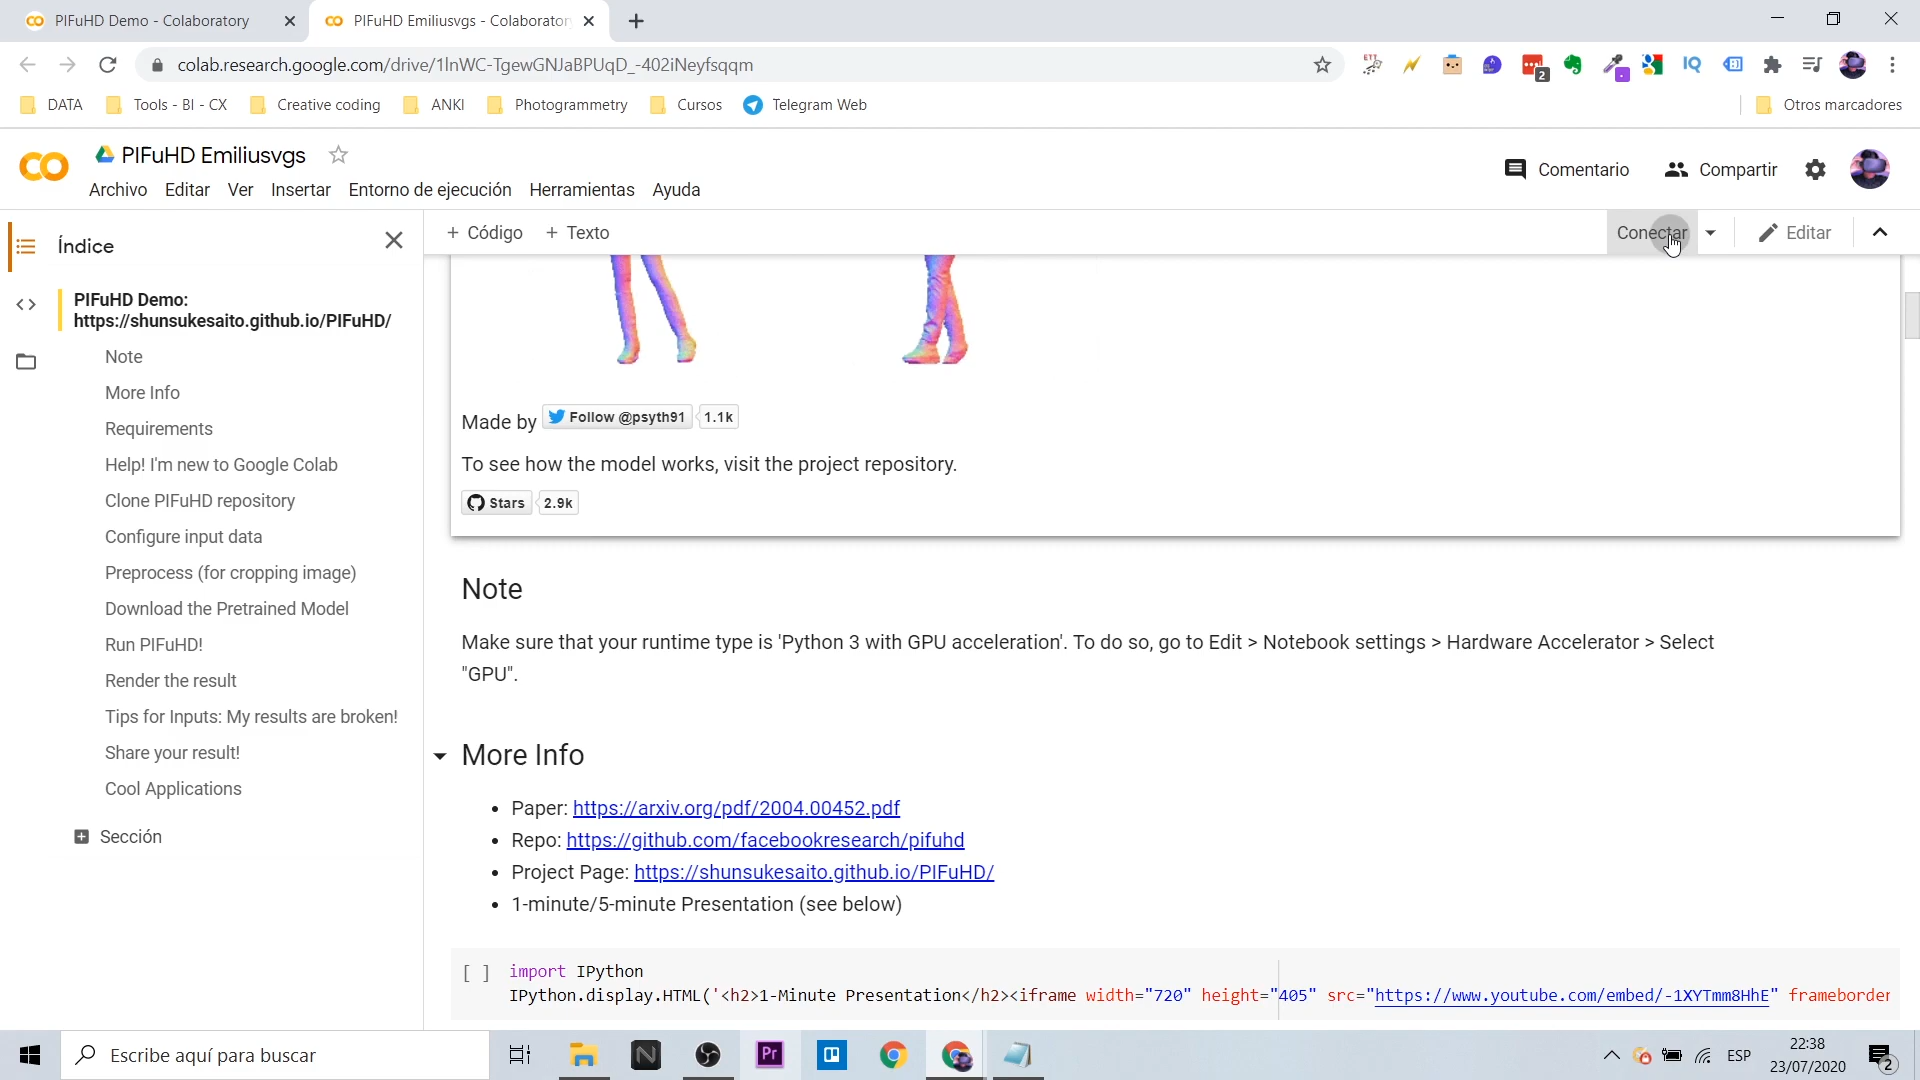 PIFuHD Demo - Colaboratory
PIFuHD Emiliusvgs - Colaborator
colab.research.google.com/drive/1lnWC-TgewGNJaBPUqD_-402iNeyfsqqm
ETT
2
IQ
DATA
Tools - BI - CX
Creative coding
ANKI
Photogrammetry
Cursos
Telegram Web
Otros marcadores
PIFuHD Emiliusvgs
Archivo Editar Ver Insertar Entorno de ejecución Herramientas Ayuda
Comentario
Compartir
Índice
+ Código + Texto
Conectar
Editar
PIFuHD Demo:
https://shunsukesaito.github.io/PIFuHD/
Note
More Info
Requirements
Help! I'm new to Google Colab
Clone PIFuHD repository
Configure input data
Preprocess (for cropping image)
Download the Pretrained Model
Run PIFuHD!
Render the result
Tips for Inputs: My results are broken!
Share your result!
Cool Applications
Sección
Made by Follow @psyth91 1.1k
To see how the model works, visit the project repository.
Stars 2.9k
Note
Make sure that your runtime type is 'Python 3 with GPU acceleration'. To do so, go to Edit > Notebook settings > Hardware Accelerator > Select
"GPU".
More Info
• Paper: https://arxiv.org/pdf/2004.00452.pdf
• Repo: https://github.com/facebookresearch/pifuhd
• Project Page: https://shunsukesaito.github.io/PIFuHD/
• 1-minute/5-minute Presentation (see below)
[ ] import IPython
IPython.display.HTML('<h2>1-Minute Presentation</h2><iframe width="720" height="405" src="https://www.youtube.com/embed/-1XYTmm8HhE" frameborder
Escribe aquí para buscar
Pr
ESP
22:38
23/07/2020
2